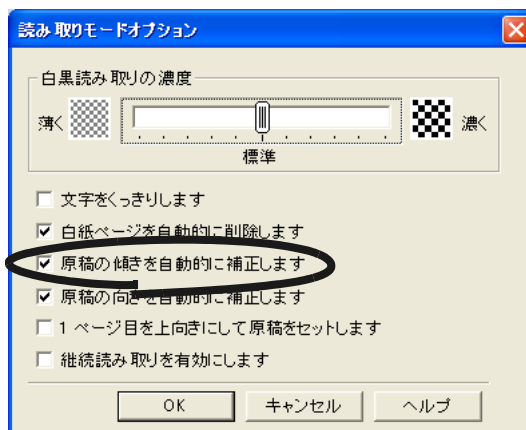 読み取りモードオプション
白黒読み取りの濃度
薄く 濃く
標準
文字をくっきりします
白紙ページを自動的に削除します
原稿の傾きを自動的に補正します
原稿の向きを自動的に補正します
1 ページ目を上向きにして原稿をセットします
継続読み取りを有効にします
OK キャンセル ヘルプ